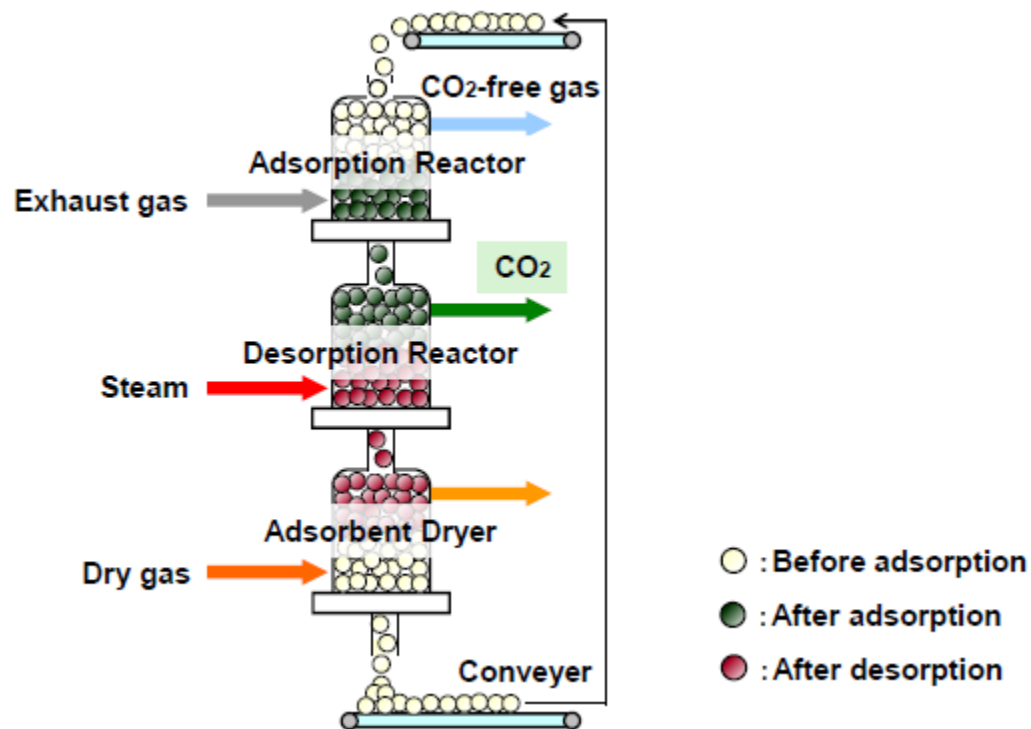 CO2-free gas
Adsorption Reactor
Exhaust gas
CO2
Desorption Reactor
Steam
Adsorbent Dryer
Dry gas
Conveyer
: Before adsorption
: After adsorption
: After desorption